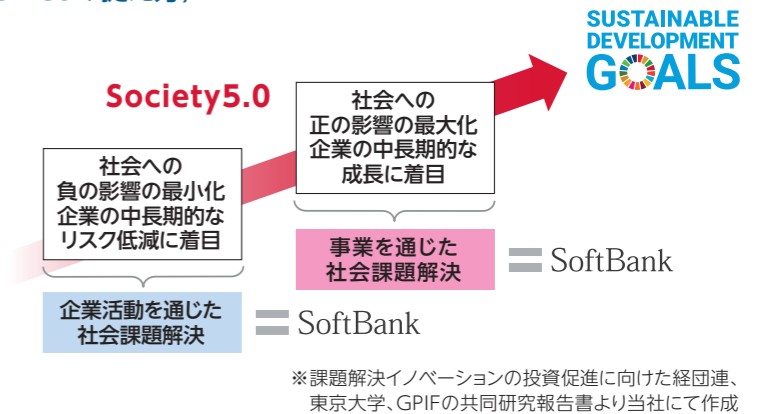 SUSTAINABLE
DEVELOPMENT
GOALS
Society5.0
社会への
正の影響の最大化
企業の中長期的な
成長に着目
社会への
負の影響の最小化
企業の中長期的な
リスク低減に着目
事業を通じた
社会課題解決
SoftBank
企業活動を通じた
社会課題解決
SoftBank
※課題解決イノベーションの投資促進に向けた経団連、
東京大学、GPIFの共同研究報告書より当社にて作成